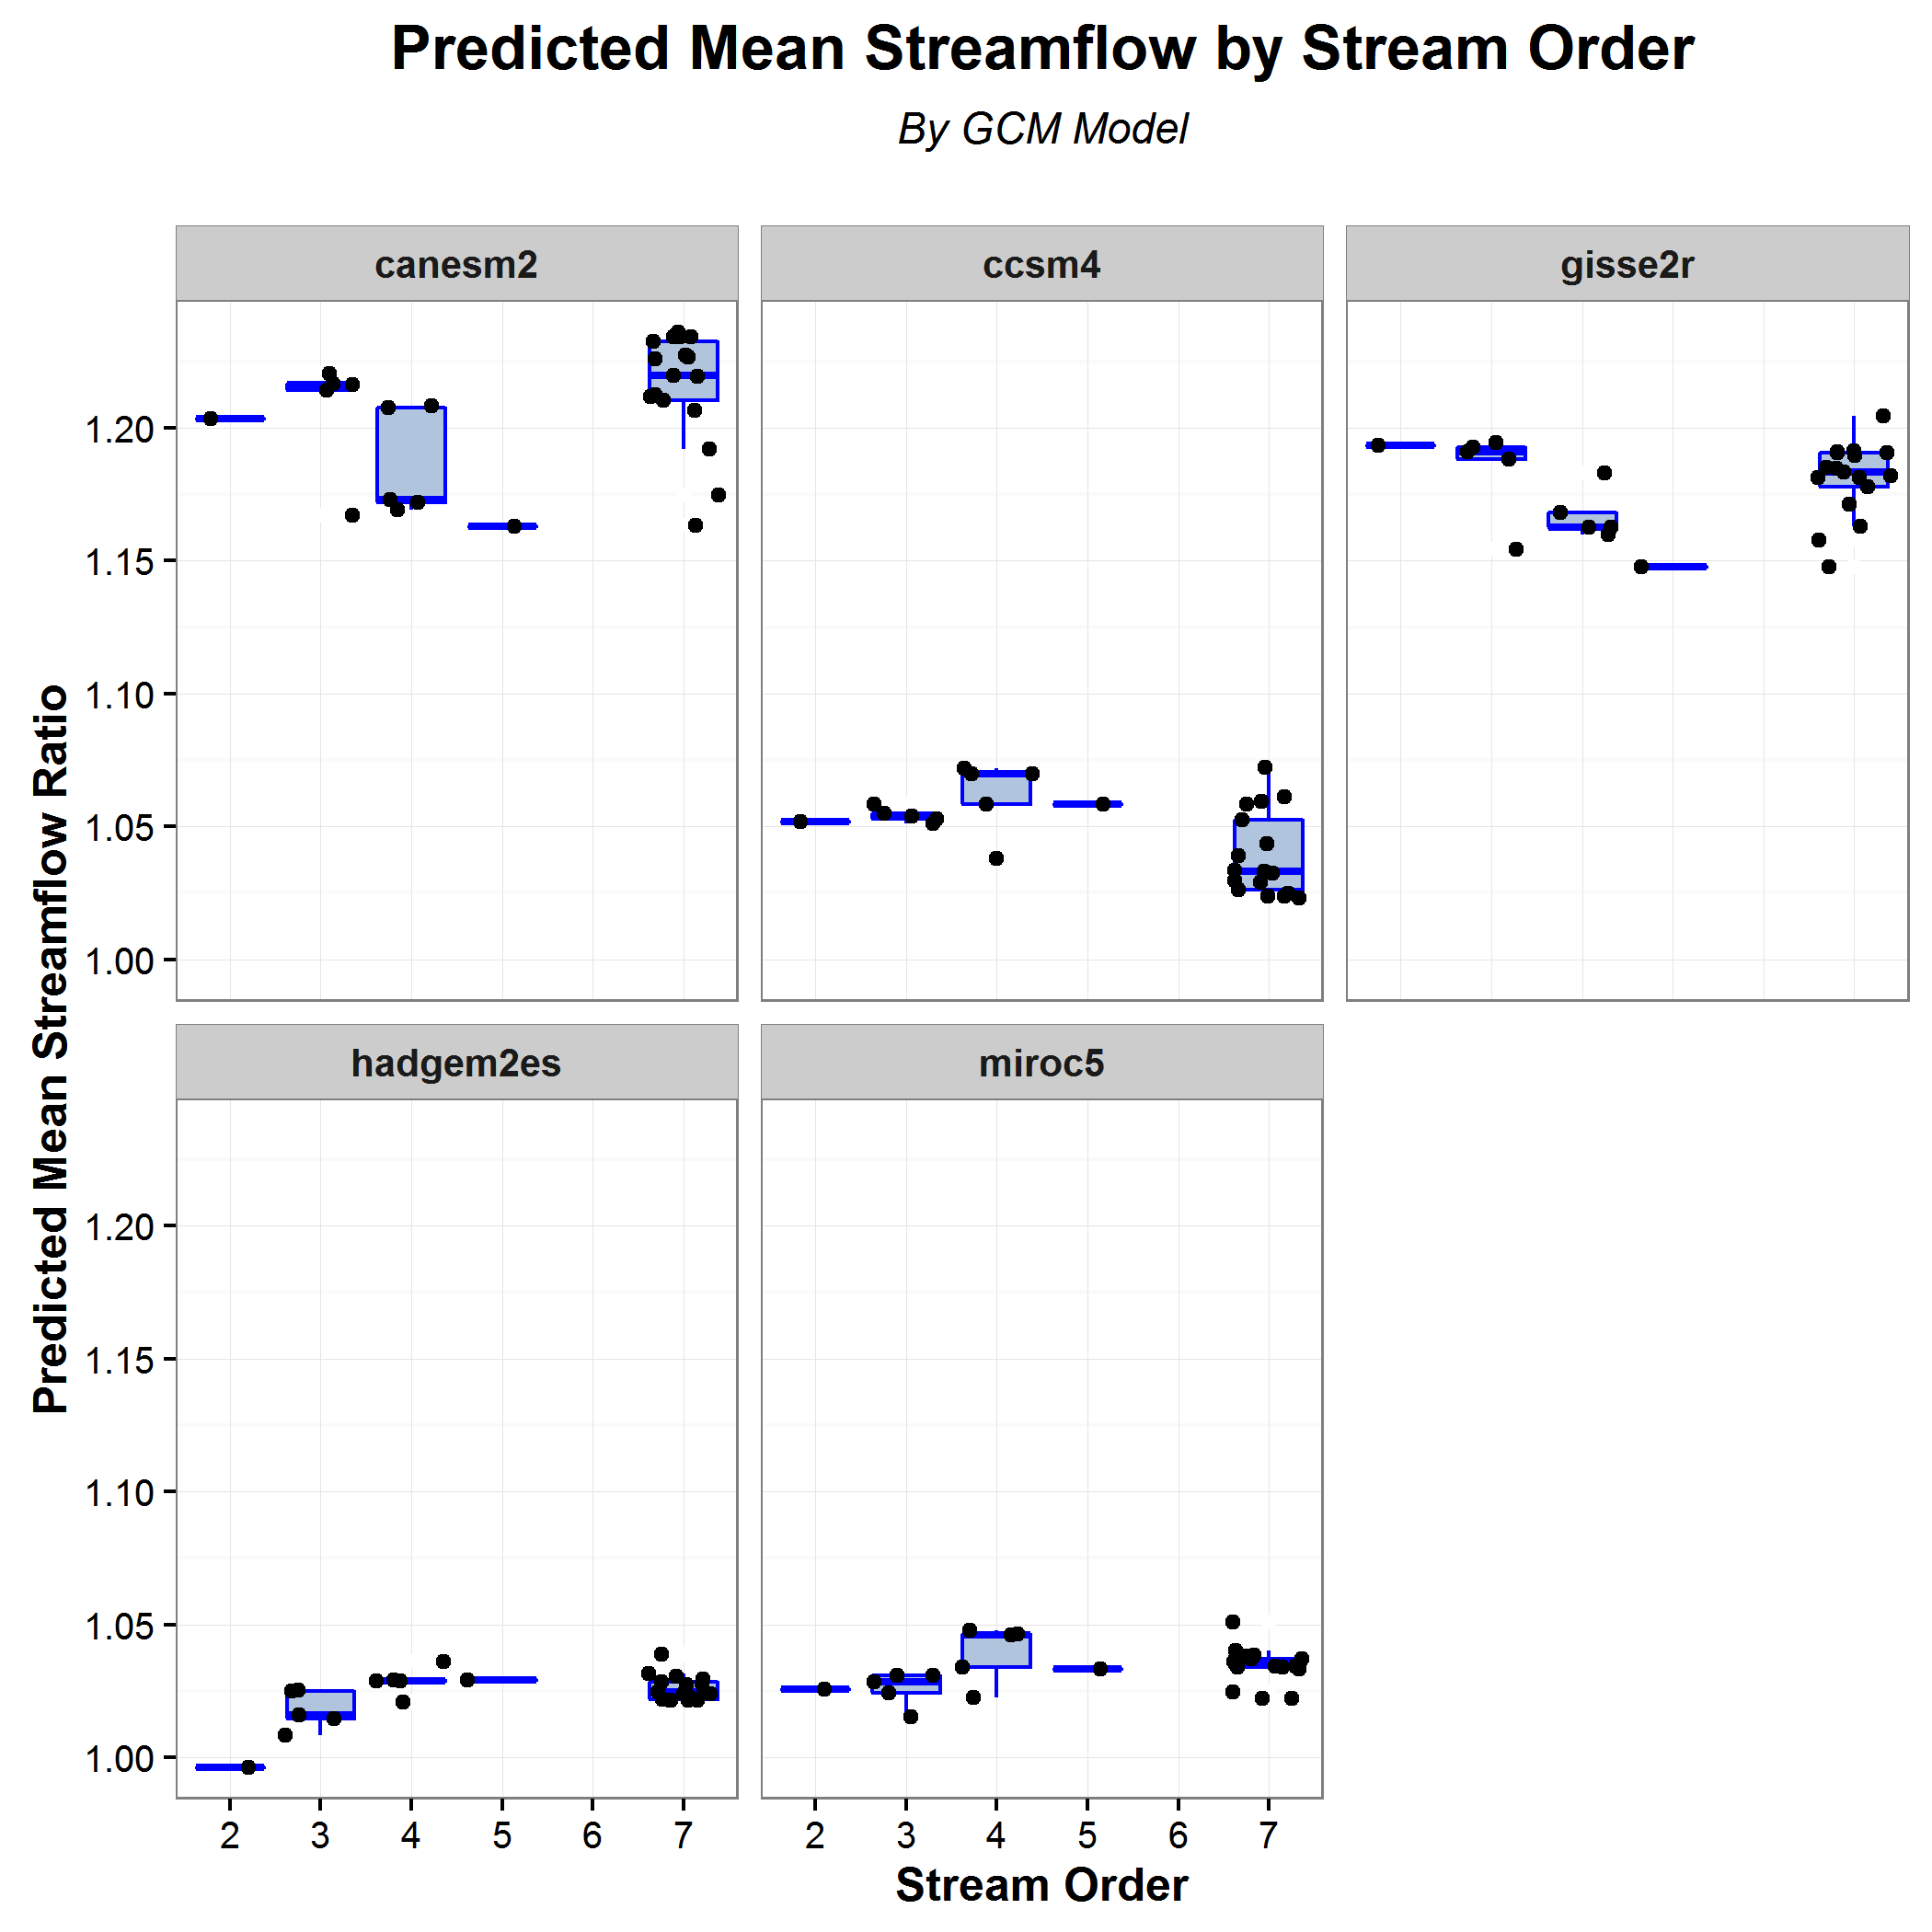 Predicted Mean Streamflow by Stream Order
By GCM Model
canesm2
ccsm4
gisse2r
1.20
1.15
1.10
1.05
1.00
Predicted Mean Streamflow Ratio
hadgem2es
miroc5
1.20
1.15
1.10
1.05
1.00
2 3 4 5 6 7
2 3 4 5 6 7
Stream Order